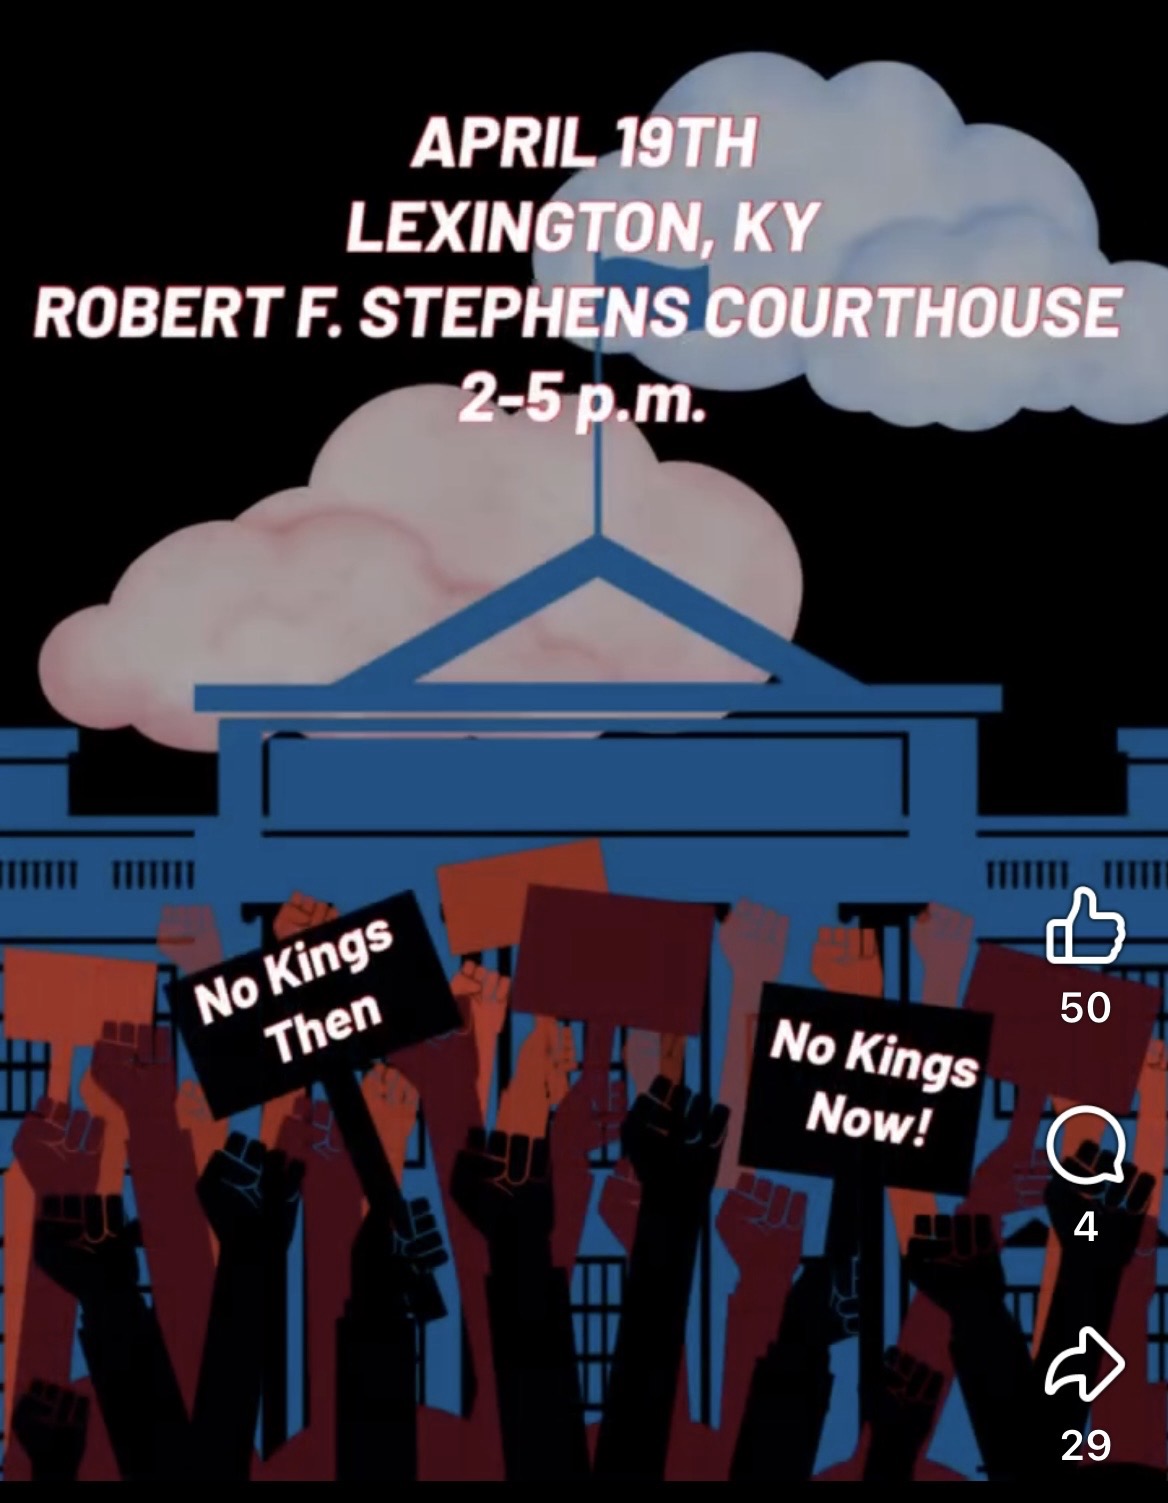 APRIL 19TH
LEXINGTON, KY
ROBERT F. STEPHENS COURTHOUSE
2-5 p.m.
No Kings
Then
No Kings
Now!
50
4
29